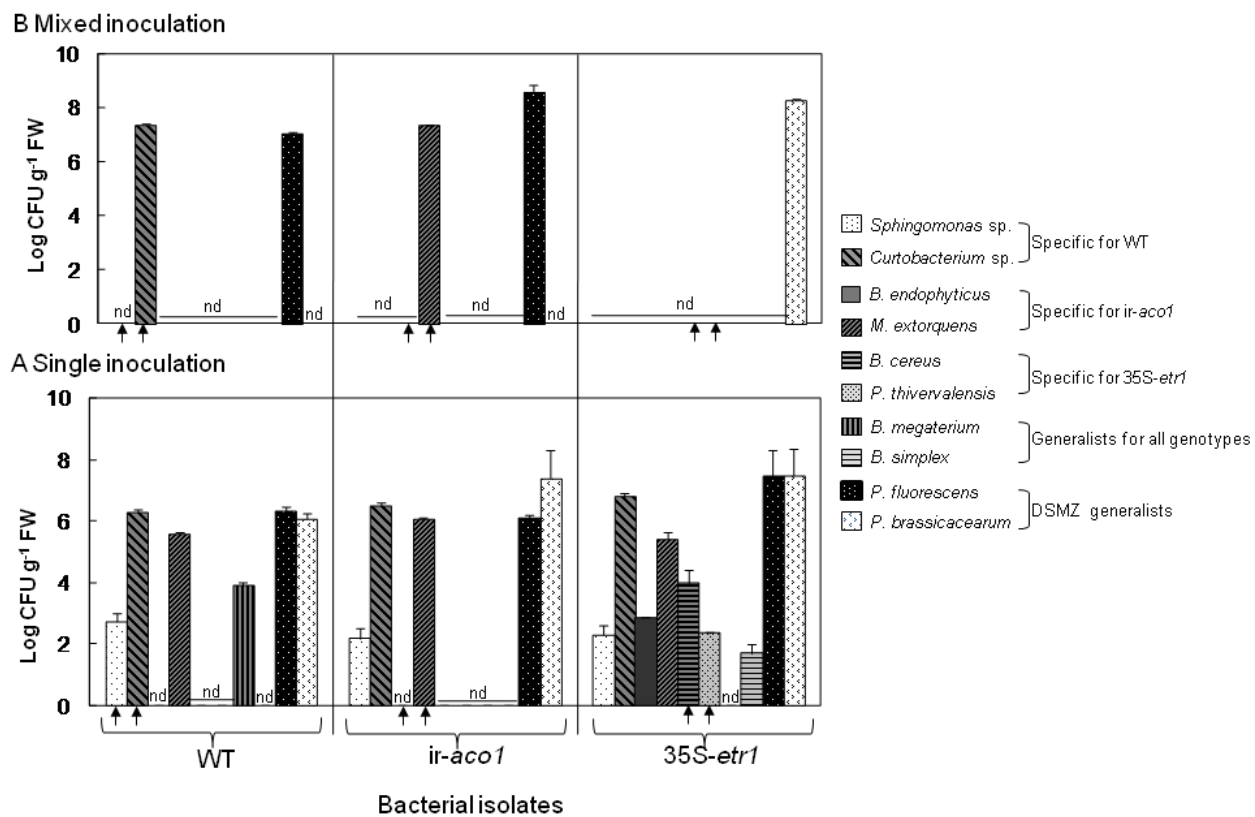 B Mixed inoculation
10
8
6
4
2
0
Log CFU g⁻¹ FW
nd
nd
nd
nd
nd
nd
nd
A Single inoculation
10
8
6
4
2
0
Log CFU g⁻¹ FW
nd
nd
nd
nd
nd
nd
WT
ir-aco1
35S-etr1
Bacterial isolates
Sphingomonas sp.
Curtobacterium sp.
Specific for WT
B. endophyticus
M. extorquens
Specific for ir-aco1
B. cereus
P. thivervalensis
Specific for 35S-etr1
B. megaterium
B. simplex
Generalists for all genotypes
P. fluorescens
P. brassicacearum
DSMZ generalists